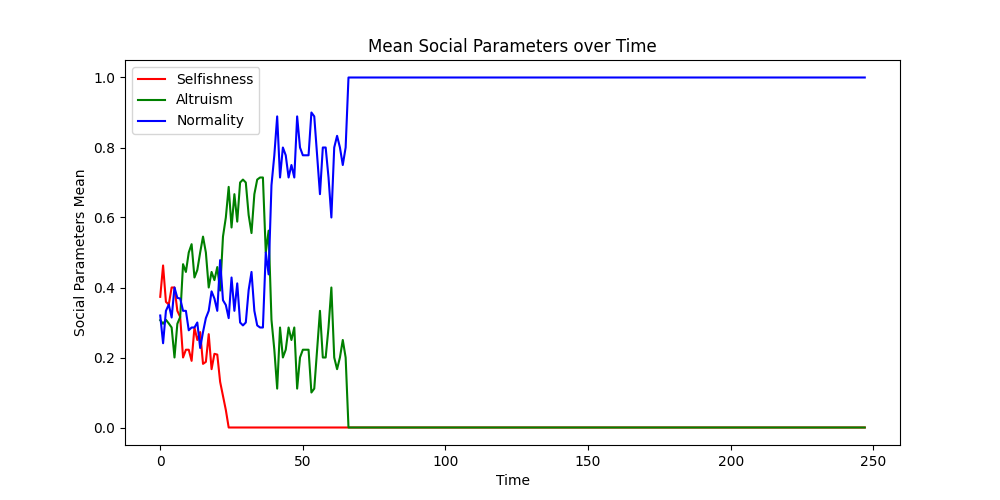 Mean Social Parameters over Time
Selfishness
Altruism
Normality
Social Parameters Mean
1.0
0.8
0.6
0.4
0.2
0.0
0
50
100
150
200
250
Time